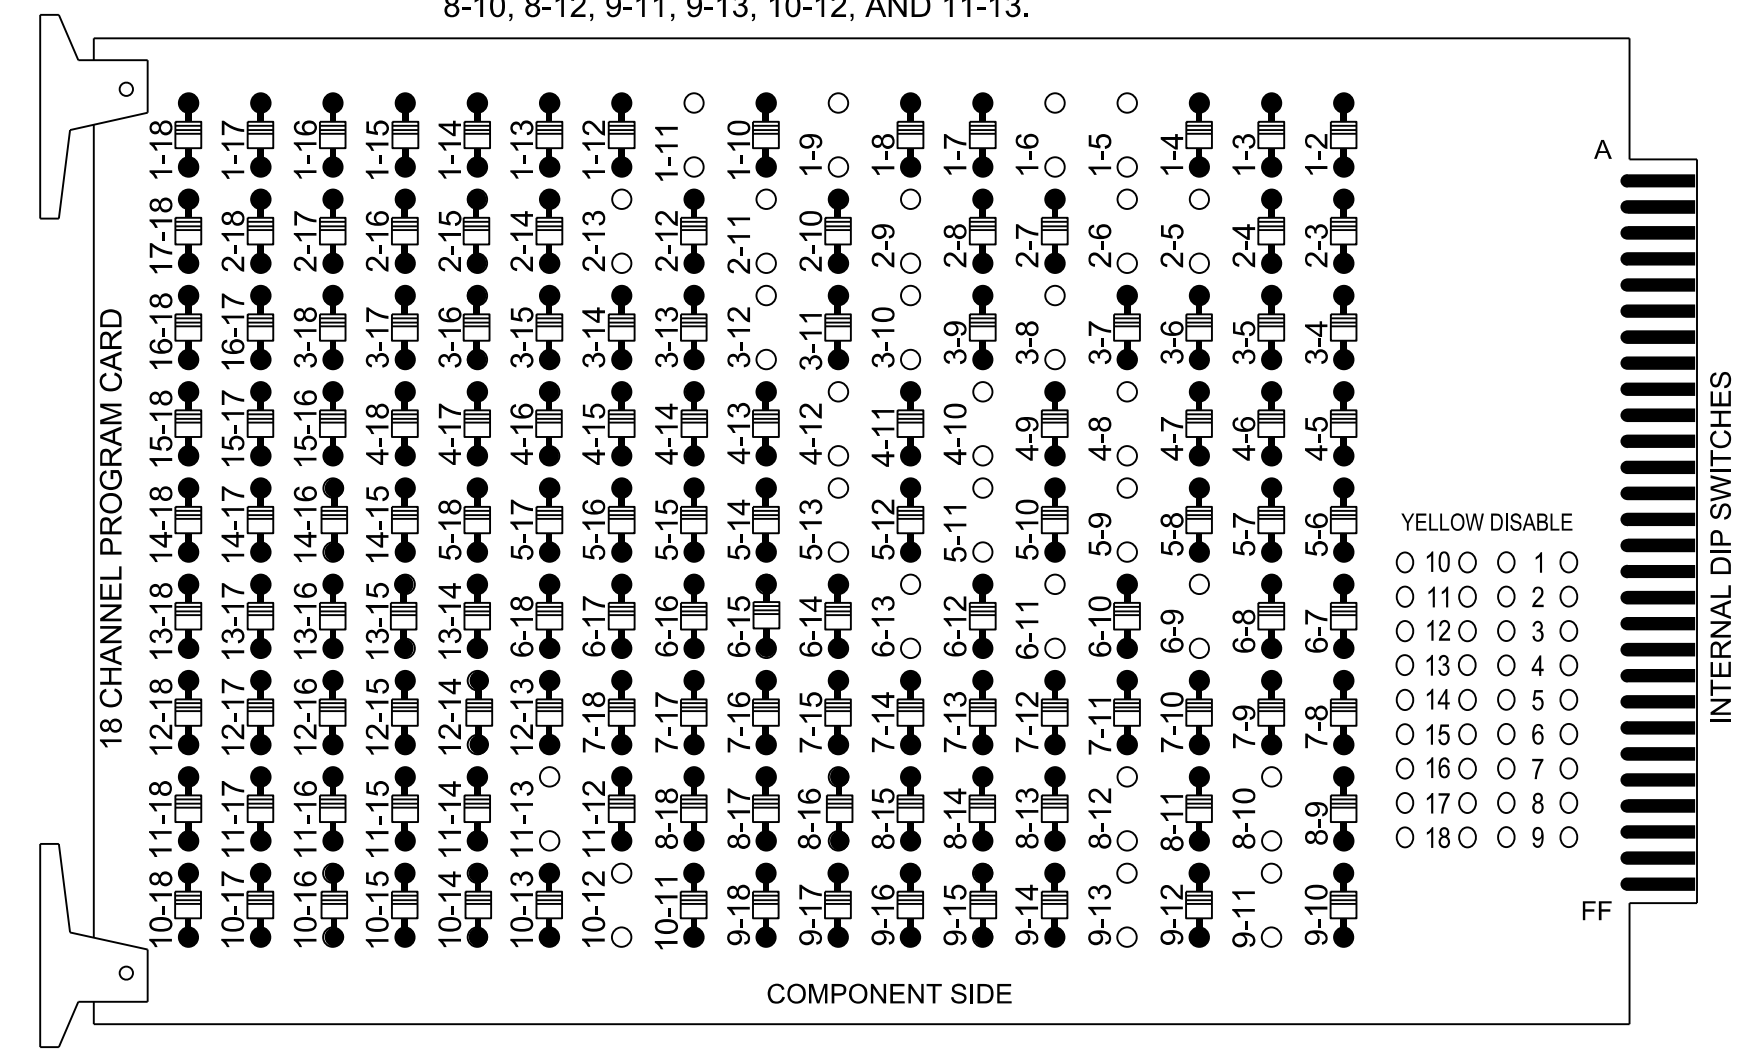 8-10, 8-12, 9-11, 9-13, 10-12, AND 11-13.
1-18 1-17 1-16 1-15 1-14 1-13 1-12 1-11 1-10 1-9 1-8 1-7 1-6 1-5 1-4 1-3 1-2
17-18 2-18 2-17 2-16 2-15 2-14 2-13 2-12 2-11 2-10 2-9 2-8 2-7 2-6 2-5 2-4 2-3
16-18 16-17 3-18 3-17 3-16 3-15 3-14 3-13 3-12 3-11 3-10 3-9 3-8 3-7 3-6 3-5 3-4
15-18 15-17 15-16 4-18 4-17 4-16 4-15 4-14 4-13 4-12 4-11 4-10 4-9 4-8 4-7 4-6 4-5
14-18 14-17 14-16 14-15 5-18 5-17 5-16 5-15 5-14 5-13 5-12 5-11 5-10 5-9 5-8 5-7 5-6
13-18 13-17 13-16 13-15 13-14 6-18 6-17 6-16 6-15 6-14 6-13 6-12 6-11 6-10 6-9 6-8 6-7
12-18 12-17 12-16 12-15 12-14 12-13 7-18 7-17 7-16 7-15 7-14 7-13 7-12 7-11 7-10 7-9 7-8
11-18 11-17 11-16 11-15 11-14 11-13 11-12 8-18 8-17 8-16 8-15 8-14 8-13 8-12 8-11 8-10 8-9
10-18 10-17 10-16 10-15 10-14 10-13 10-12 10-11 9-18 9-17 9-16 9-15 9-14 9-13 9-12 9-11 9-10
18 CHANNEL PROGRAM CARD
COMPONENT SIDE
YELLOW DISABLE
10 1
11 2
12 3
13 4
14 5
15 6
16 7
17 8
18 9
A
FF
INTERNAL DIP SWITCHES